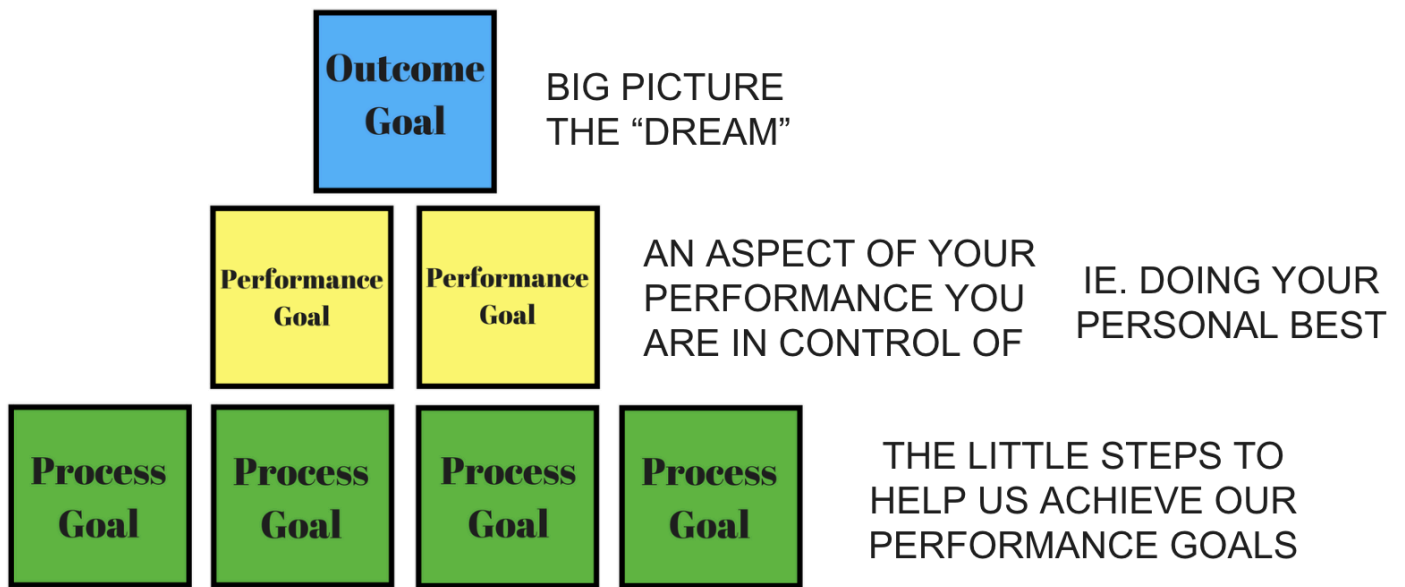 Outcome
Goal
BIG PICTURE
THE “DREAM”
Performance
Goal
Performance
Goal
AN ASPECT OF YOUR
PERFORMANCE YOU
ARE IN CONTROL OF
IE. DOING YOUR
PERSONAL BEST
Process
Goal
Process
Goal
Process
Goal
Process
Goal
THE LITTLE STEPS TO
HELP US ACHIEVE OUR
PERFORMANCE GOALS